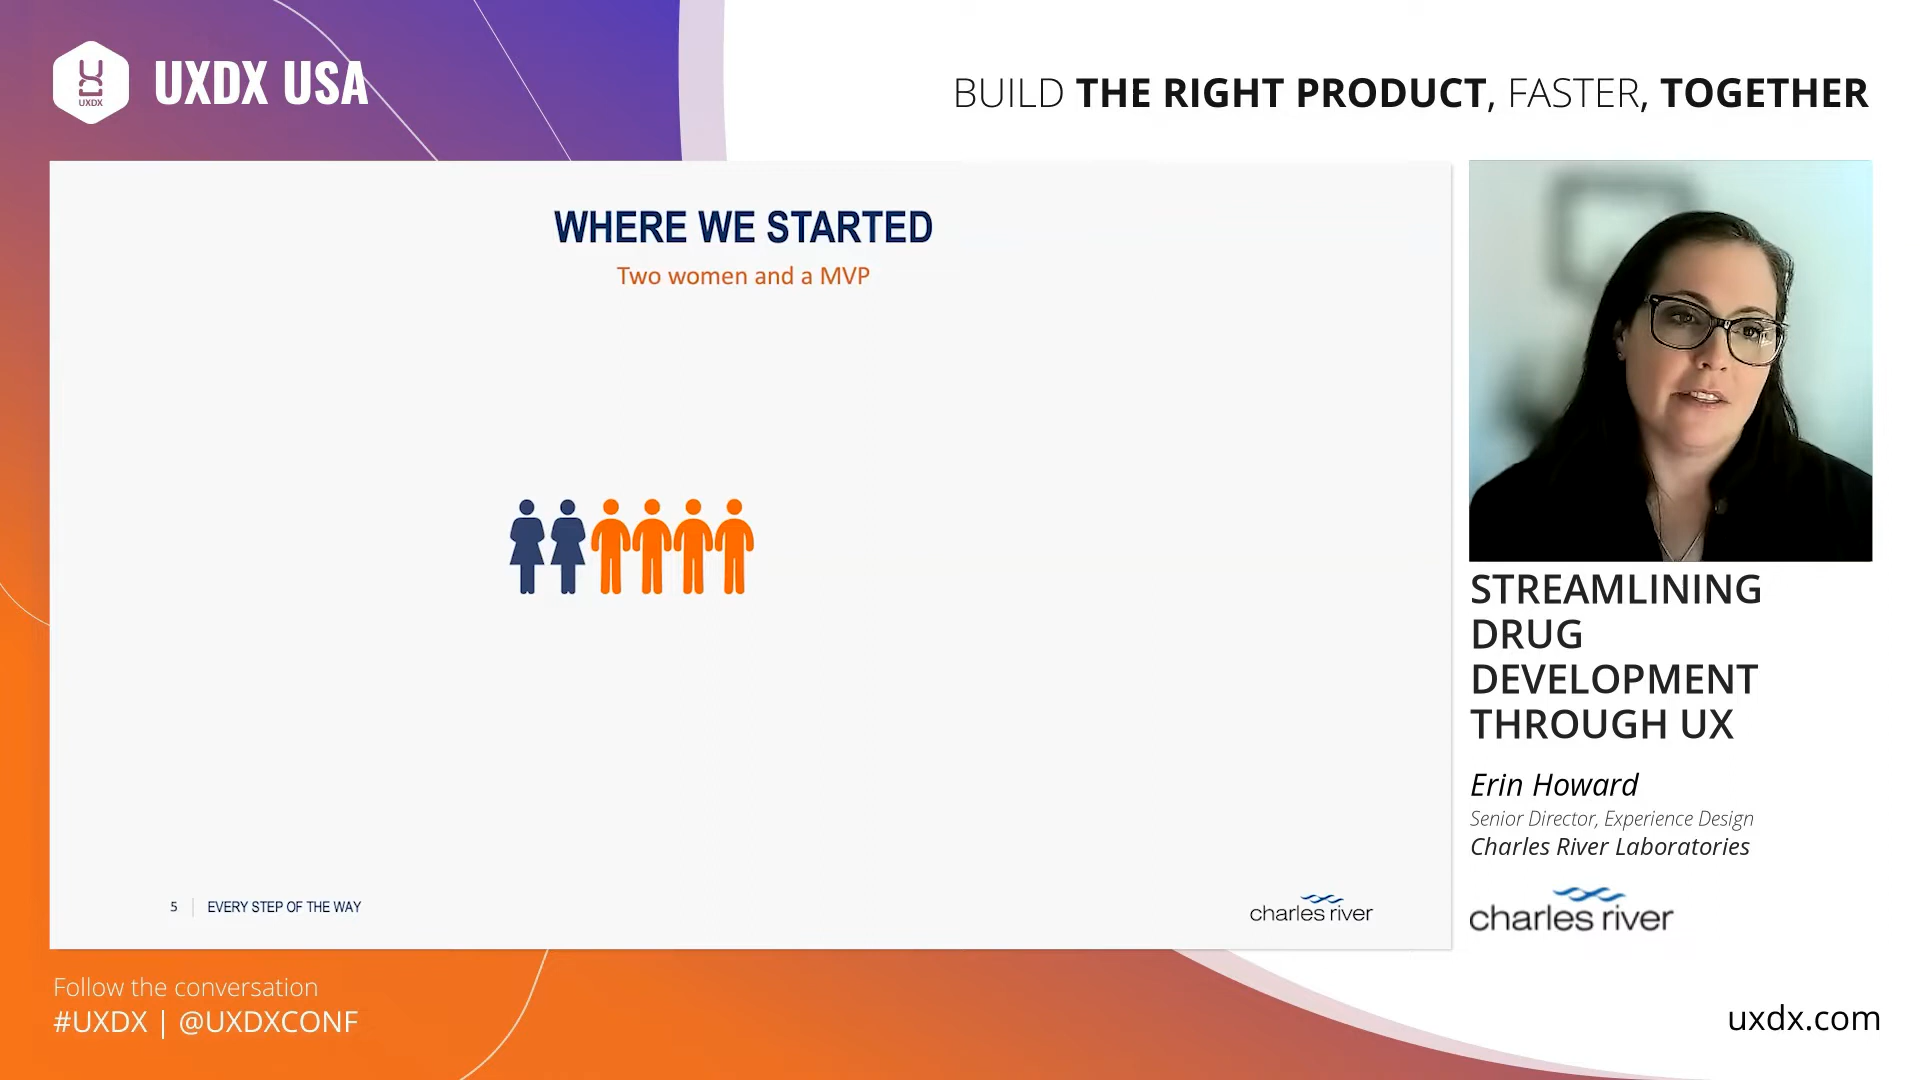 UXDX
UXDX USA
BUILD THE RIGHT PRODUCT, FASTER, TOGETHER
WHERE WE STARTED
Two women and a MVP
5
EVERY STEP OF THE WAY
charles river
STREAMLINING
DRUG
DEVELOPMENT
THROUGH UX
Erin Howard
Senior Director, Experience Design
Charles River Laboratories
charles river
Follow the conversation
#UXDX | @UXDXCONF
uxdx.com